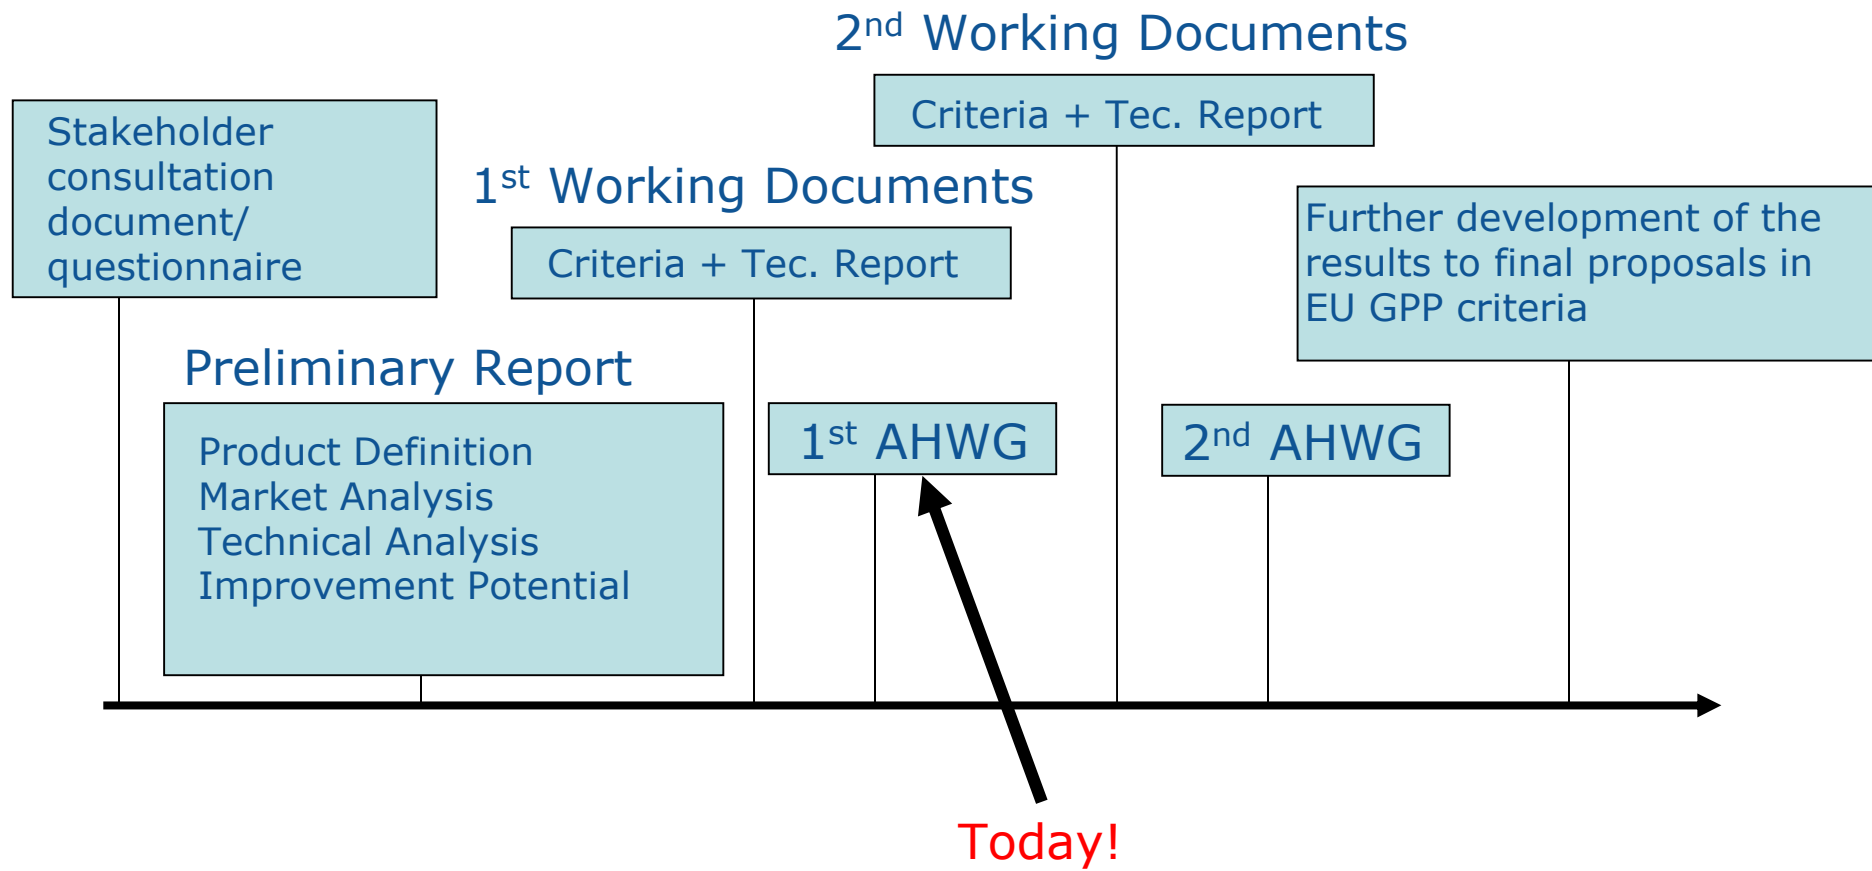 2nd Working Documents
Criteria + Tec. Report
Stakeholder
consultation
document/
questionnaire
1st Working Documents
Criteria + Tec. Report
Further development of the
results to final proposals in
EU GPP criteria
Preliminary Report
Product Definition
Market Analysis
Technical Analysis
Improvement Potential
1st AHWG
2nd AHWG
Today!